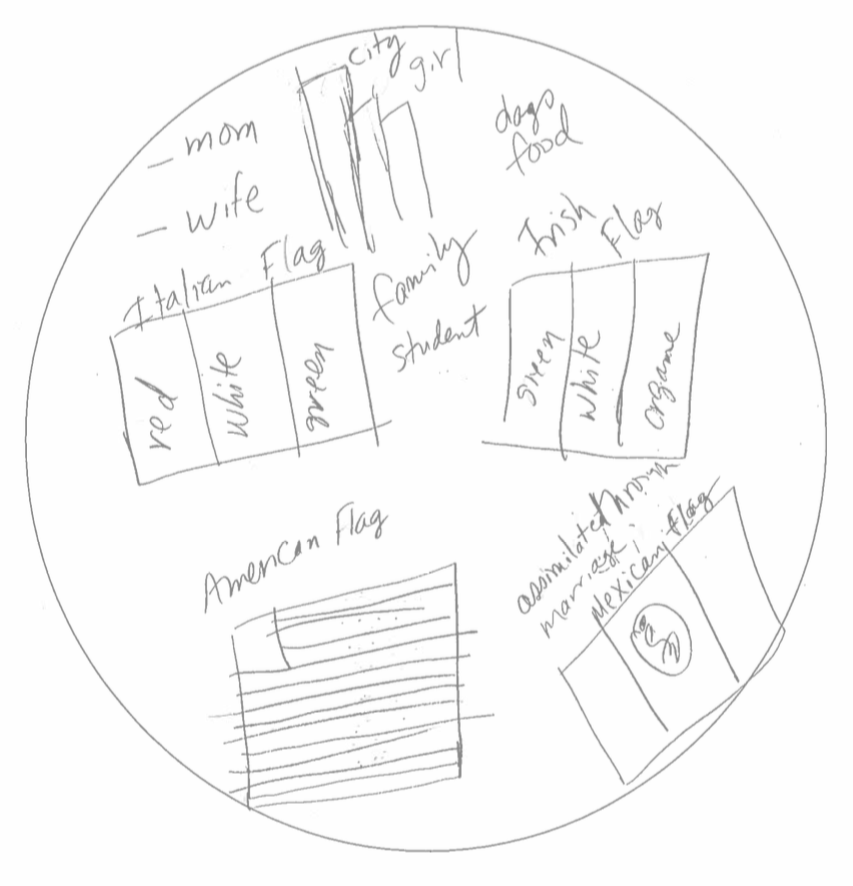 city
girl
– mom
– wife
dogs
food
Italian Flag
family
student
Irish
Flag
red
white
green
green
white
organe
American Flag
assimilated through
marriage;
Mexican Flag